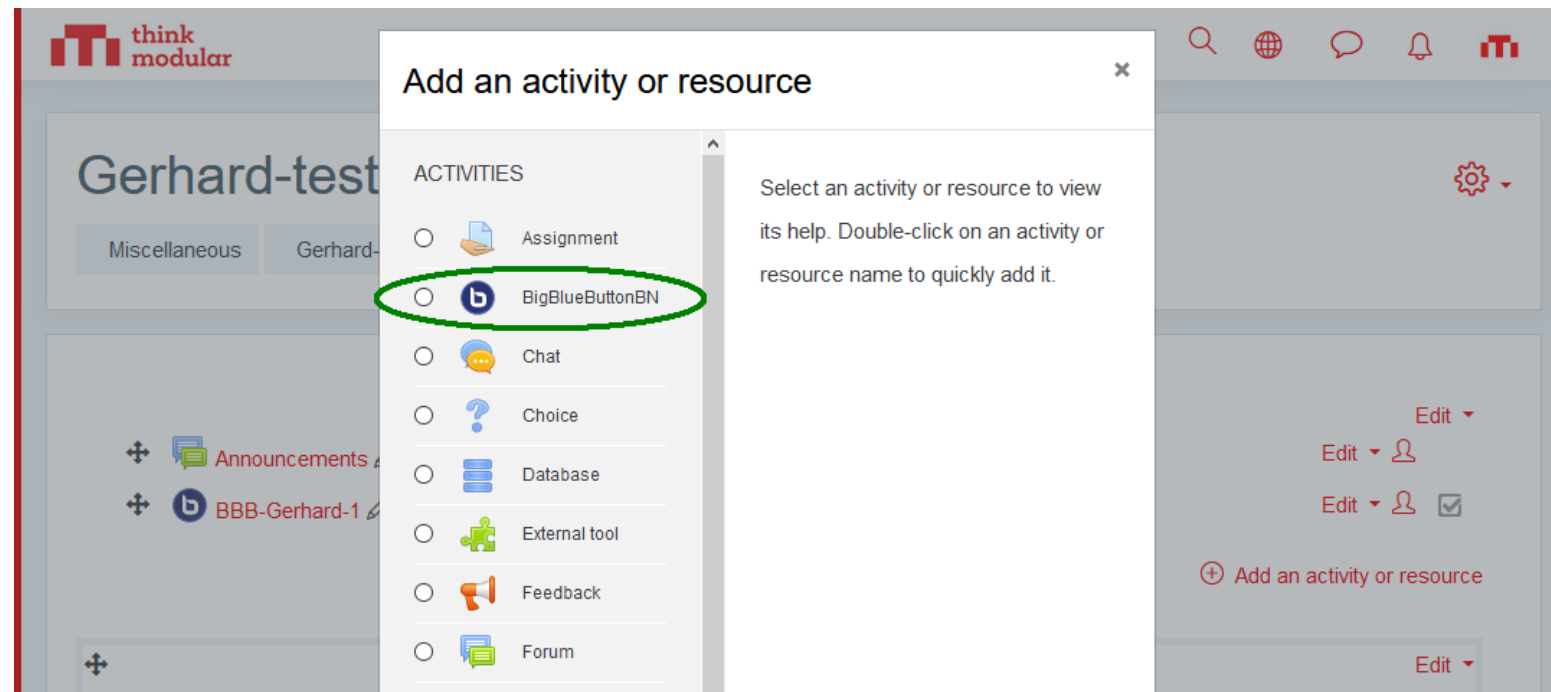 think
modular
Add an activity or resource
Gerhard-test
Miscellaneous
Gerhard-
ACTIVITIES
Assignment
BigBlueButtonBN
Chat
Choice
Database
External tool
Feedback
Forum
Select an activity or resource to view
its help. Double-click on an activity or
resource name to quickly add it.
Edit
Announcements
Edit
BBB-Gerhard-1
Edit
Add an activity or resource
Edit